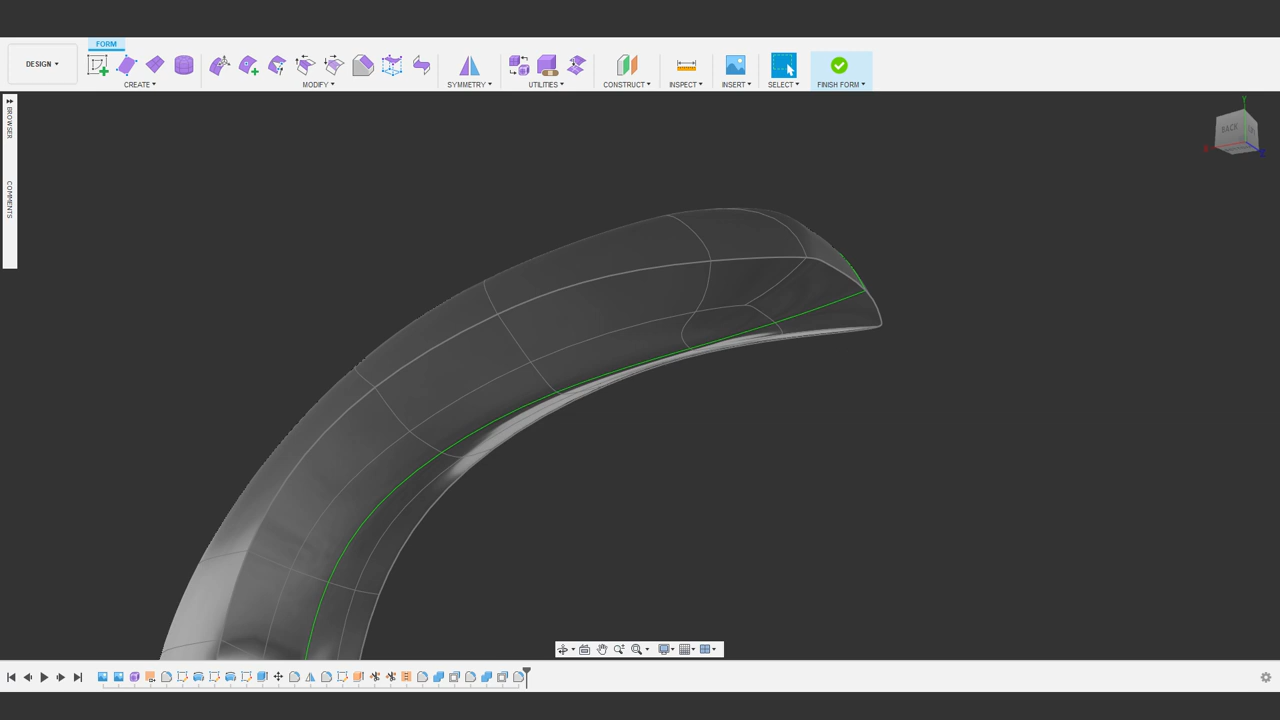 FORM
DESIGN
CREATE
MODIFY
SYMMETRY
UTILITIES
CONSTRUCT
INSPECT
INSERT
SELECT
FINISH FORM
BROWSER
COMMENTS
Y
BACK
X
Z